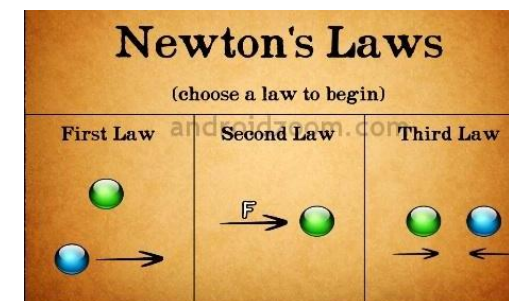 Newton's Laws
(choose a law to begin)
androidzoom.com
First Law
Second Law
Third Law
F